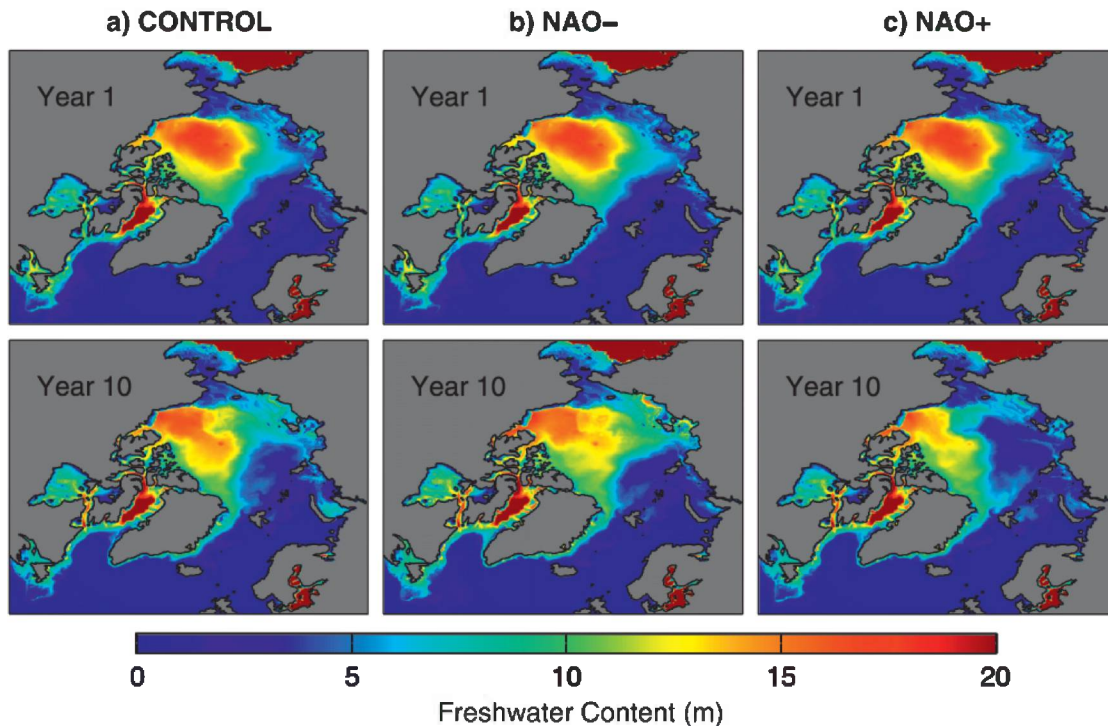 a) CONTROL
b) NAO−
c) NAO+
Year 1
Year 1
Year 1
Year 10
Year 10
Year 10
0
5
10
15
20
Freshwater Content (m)